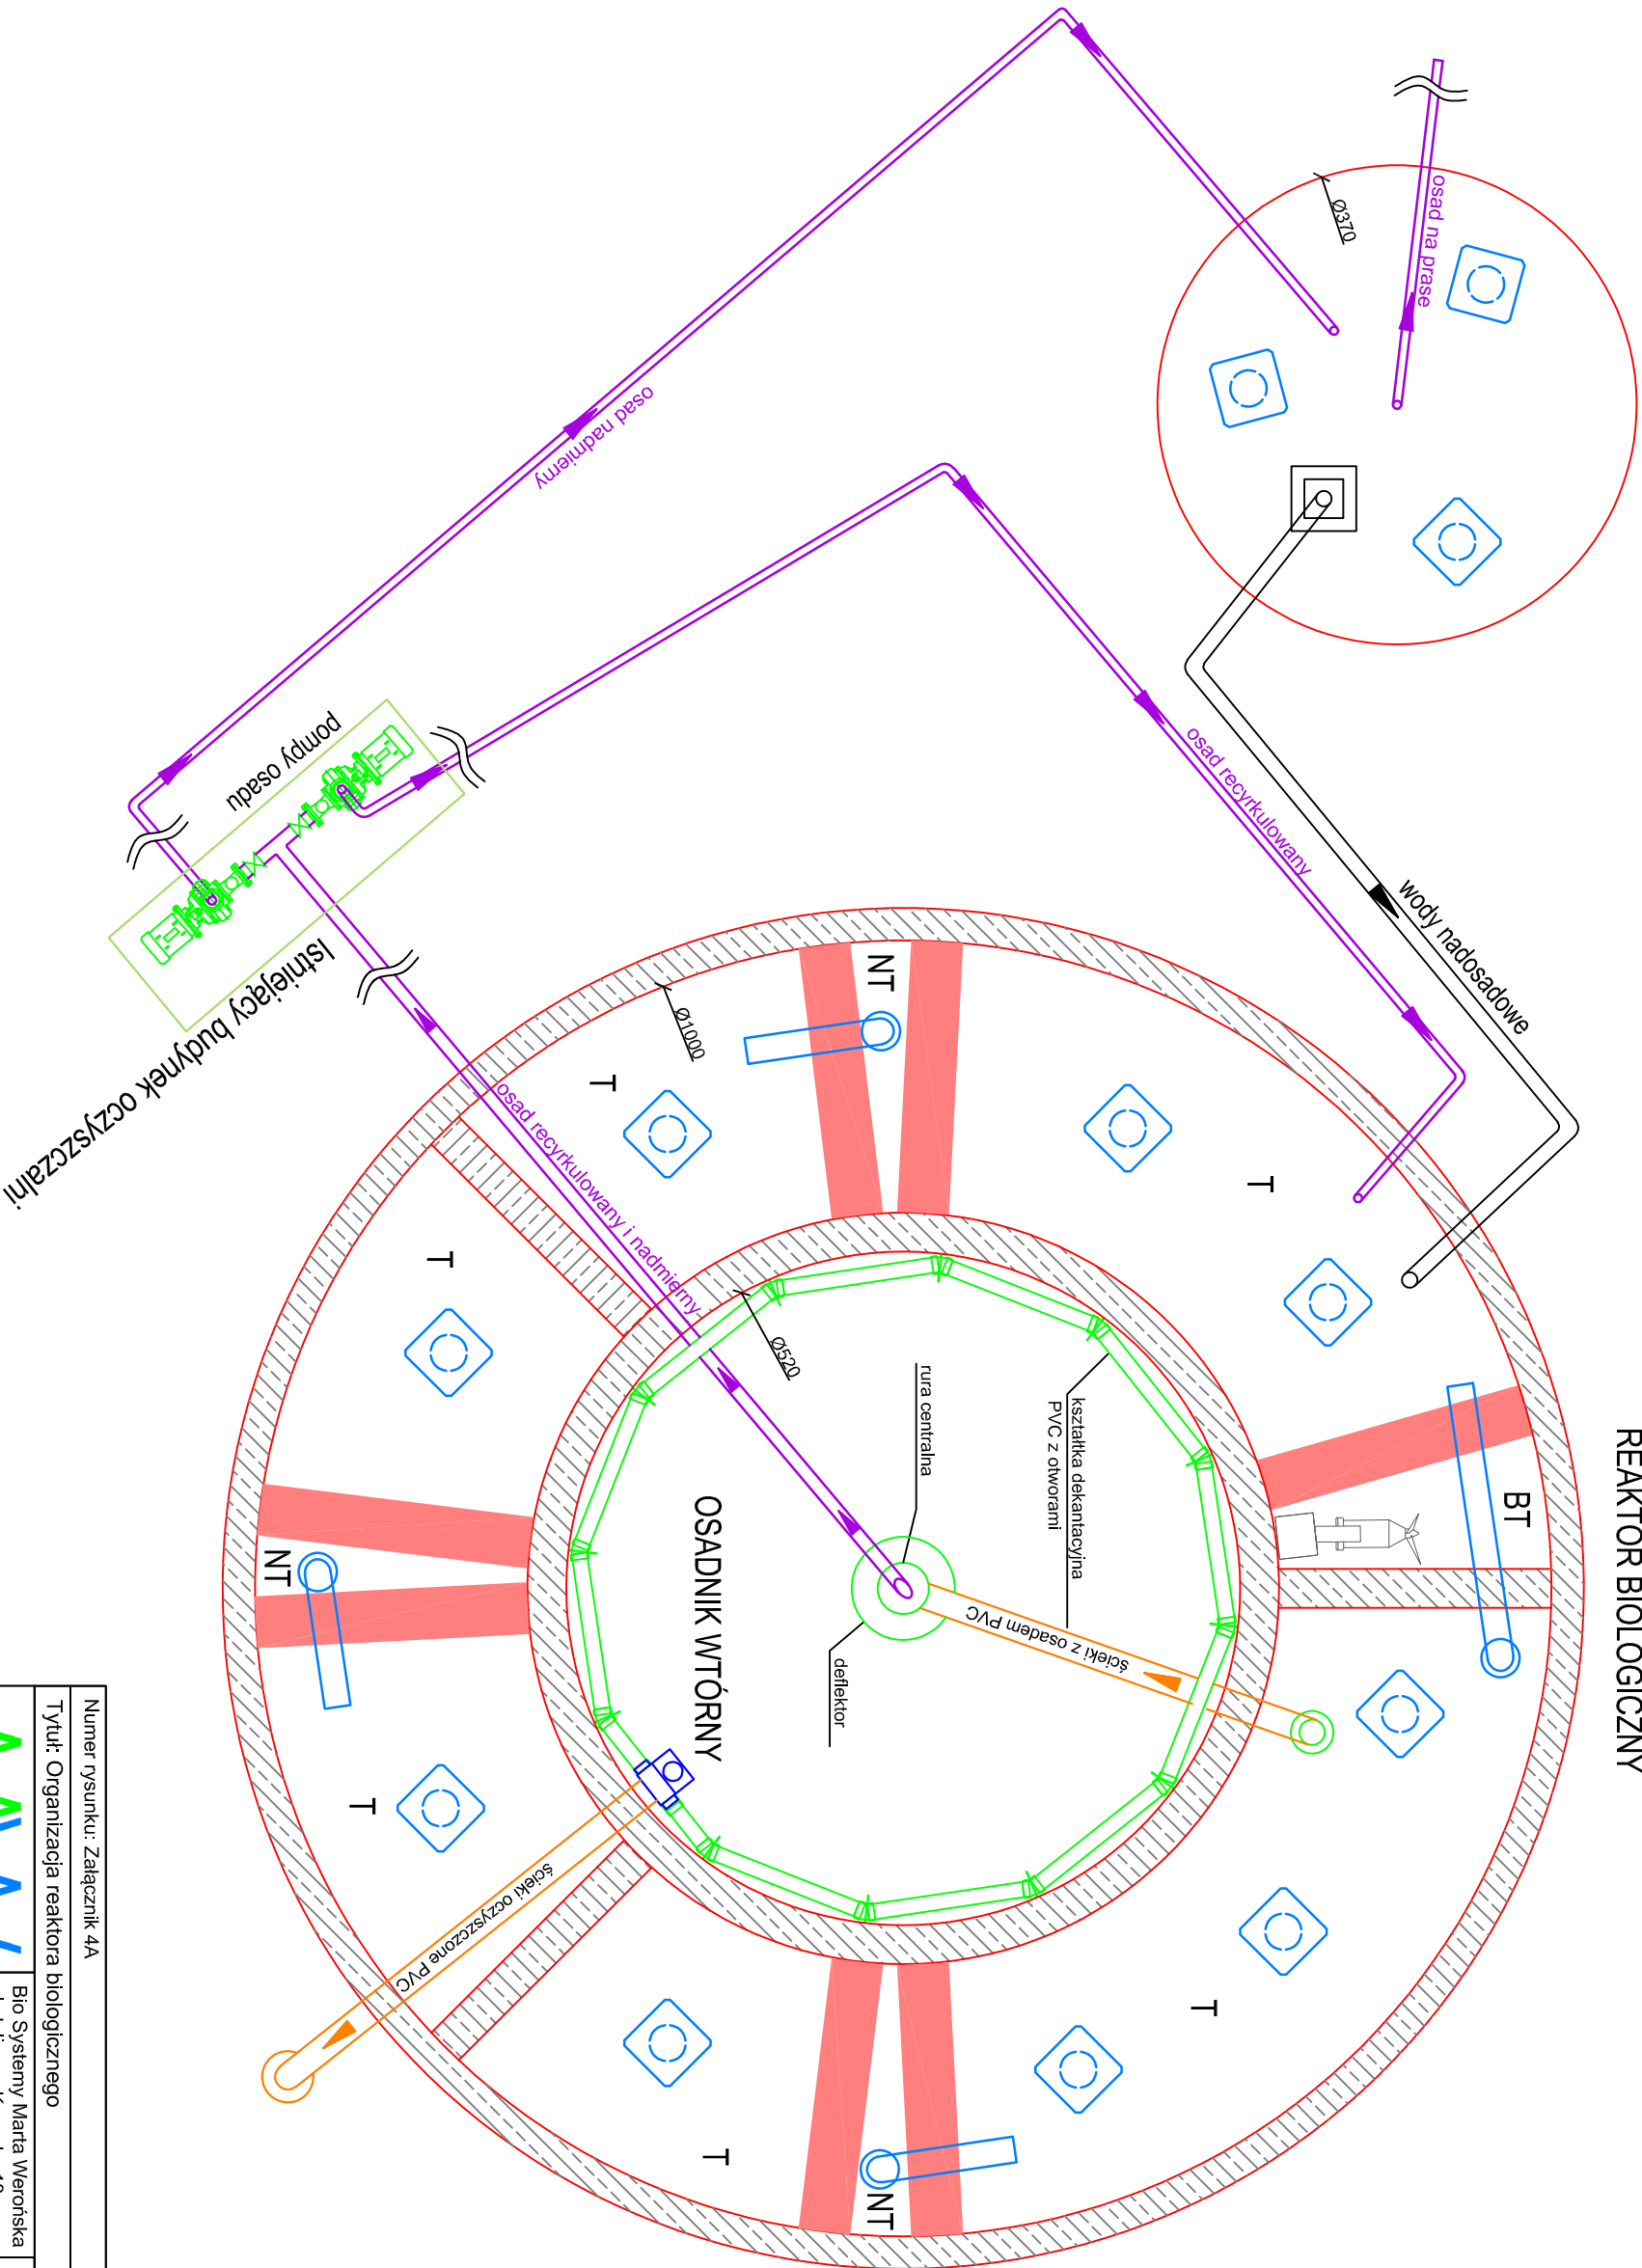 REAKTOR BIOLOGICZNY
osad na prase
Ø370
osad nadmierny
osad recyrkulowany
wody nadosadowe
pompy osadu
Istniejący budynek oczyszczalni
NT
T
Ø1000
T
osad recyrkulowany i nadmierny
T
Ø520
rura centralna
kształtka dekantacyjna
PVC z otworami
BT
OSADNIK WTÓRNY
ścieki z osadem PVC
deflektor
NT
T
ścieki oczyszczone PVC
T
T
NT
Numer rysunku: Załącznik 4A
Tytuł: Organizacja reaktora biologicznego
Bio Systemy Marta Werońska